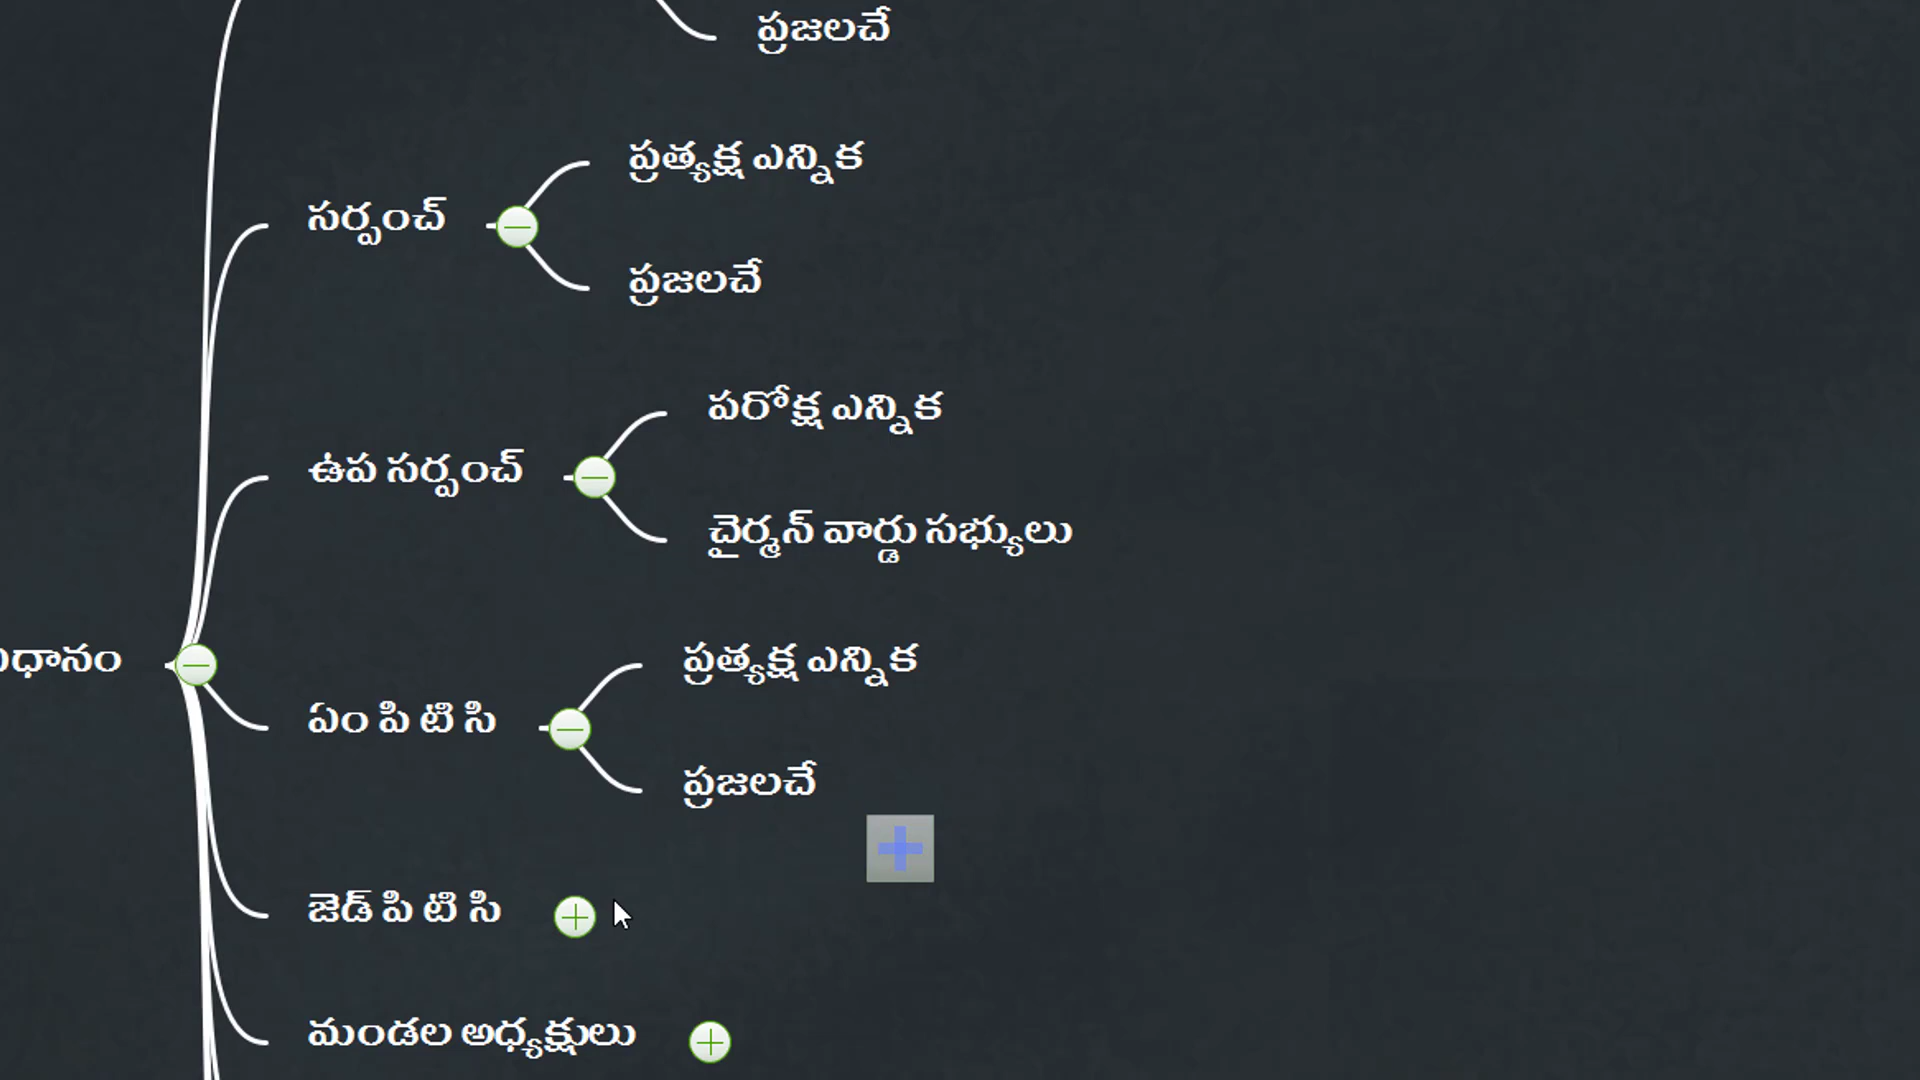 ప్రజలచే
ప్రత్యక్ష ఎన్నిక
సర్పంచ్
ప్రజలచే
పరోక్ష ఎన్నిక
ఉప సర్పంచ్
చైర్మన్ వార్డు సభ్యులు
ప్రత్యక్ష ఎన్నిక
ఏం పి టి సి
ప్రజలచే
జెడ్ పి టి సి
మండల అధ్యక్షులు